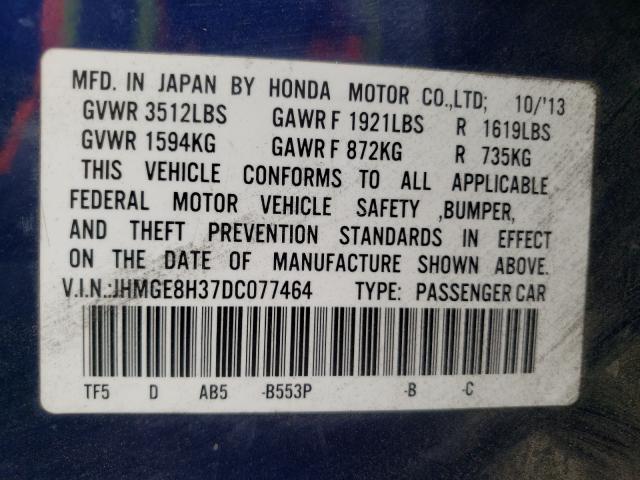 MFD. IN JAPAN BY HONDA MOTOR CO.,LTD; 10/'13
GVWR 3512LBS GAWR F 1921LBS R 1619LBS
GVWR 1594KG GAWR F 872KG R 735KG
THIS VEHICLE CONFORMS TO ALL APPLICABLE
FEDERAL MOTOR VEHICLE SAFETY ,BUMPER,
AND THEFT PREVENTION STANDARDS IN EFFECT
ON THE DATE OF MANUFACTURE SHOWN ABOVE.
V.I.N.:JHMGE8H37DC077464 TYPE: PASSENGER CAR
TF5 D AB5 -B553P -B -C